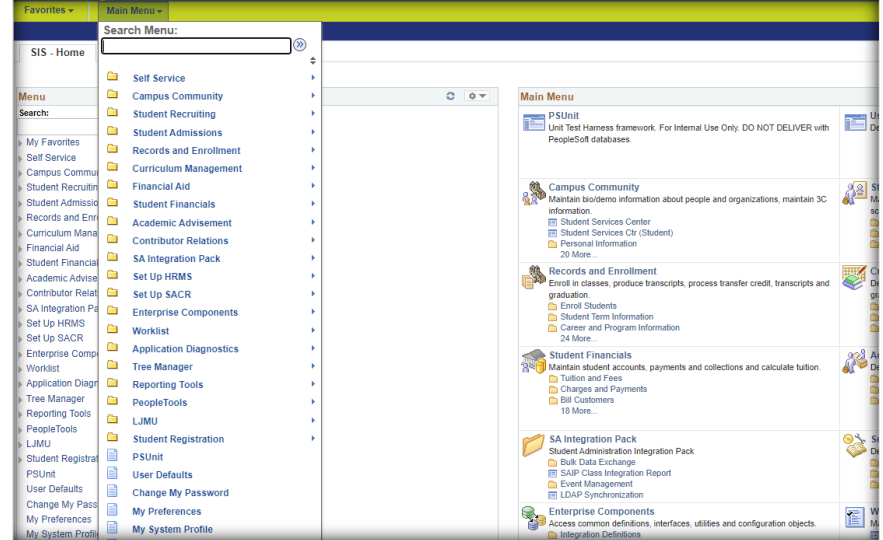 Favorites
Main Menu
Search Menu:
SIS - Home
Self Service
Campus Community
Student Recruiting
Student Admissions
Records and Enrollment
Curriculum Management
Financial Aid
Student Financials
Academic Advisement
Contributor Relations
SA Integration Pack
Set Up HRMS
Set Up SACR
Enterprise Components
Worklist
Application Diagnostics
Tree Manager
Reporting Tools
PeopleTools
LJMU
Student Registration
PSUnit
User Defaults
Change My Password
My Preferences
My System Profile
Menu
Search:
My Favorites
Self Service
Campus Commu
Student Recruitin
Student Admissio
Records and Enr
Curriculum Mana
Financial Aid
Student Financial
Academic Advise
Contributor Relat
SA Integration Pa
Set Up HRMS
Set Up SACR
Enterprise Compo
Worklist
Application Diagr
Tree Manager
Reporting Tools
PeopleTools
LJMU
Student Registrat
PSUnit
User Defaults
Change My Pass
My Preferences
My System Profil
Main Menu
PSUnit
Unit Test Harness framework. For Internal Use Only. DO NOT DELIVER with
PeopleSoft databases.
Campus Community
Maintain bio/demo information about people and organizations, maintain 3C
information.
Student Services Center
Student Services Ctr (Student)
Personal Information
20 More...
Records and Enrollment
Enroll in classes, produce transcripts, process transfer credit, transcripts and
graduation.
Enroll Students
Student Term Information
Career and Program Information
24 More...
Student Financials
Maintain student accounts, payments and collections and calculate tuition.
Tuition and Fees
Charges and Payments
Bill Customers
18 More...
SA Integration Pack
Student Administration Integration Pack
Bulk Data Exchange
SAIP Class Integration Report
Event Management
LDAP Synchronization
Enterprise Components
Access common definitions, interfaces, utilities and configuration objects.
Integration Definitions